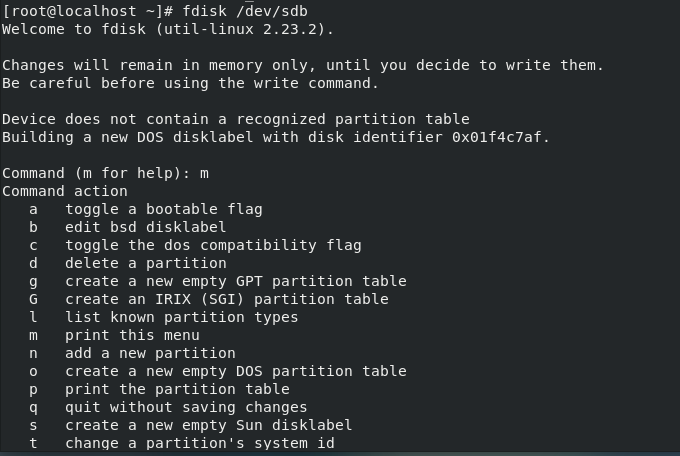 [root@localhost ~]# fdisk /dev/sdb
Welcome to fdisk (util-linux 2.23.2).

Changes will remain in memory only, until you decide to write them.
Be careful before using the write command.

Device does not contain a recognized partition table
Building a new DOS disklabel with disk identifier 0x01f4c7af.

Command (m for help): m
Command action
   a   toggle a bootable flag
   b   edit bsd disklabel
   c   toggle the dos compatibility flag
   d   delete a partition
   g   create a new empty GPT partition table
   G   create an IRIX (SGI) partition table
   l   list known partition types
   m   print this menu
   n   add a new partition
   o   create a new empty DOS partition table
   p   print the partition table
   q   quit without saving changes
   s   create a new empty Sun disklabel
   t   change a partition's system id